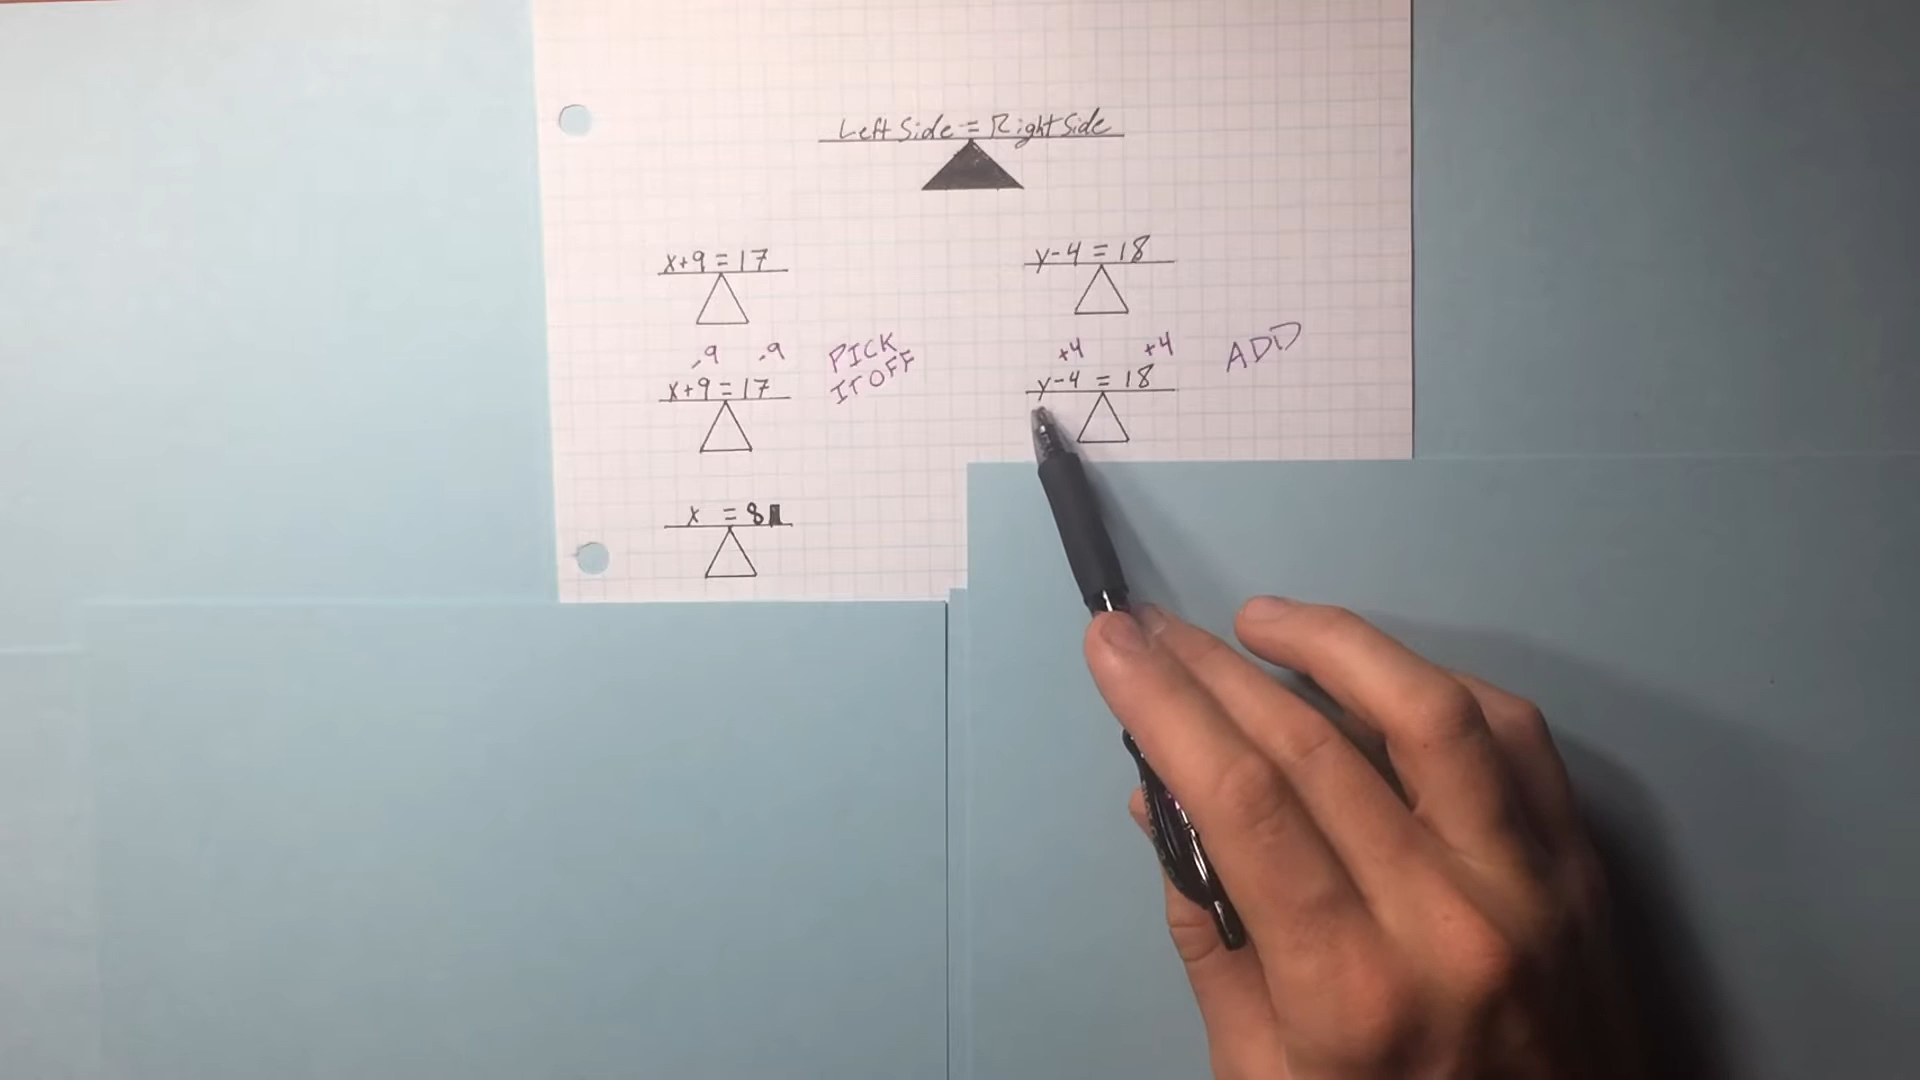 Left Side = Right Side
x+9=17
-9 -9
PICK
IT OFF
x+9=17
x =8
y-4=18
+4 +4
ADD
y-4=18